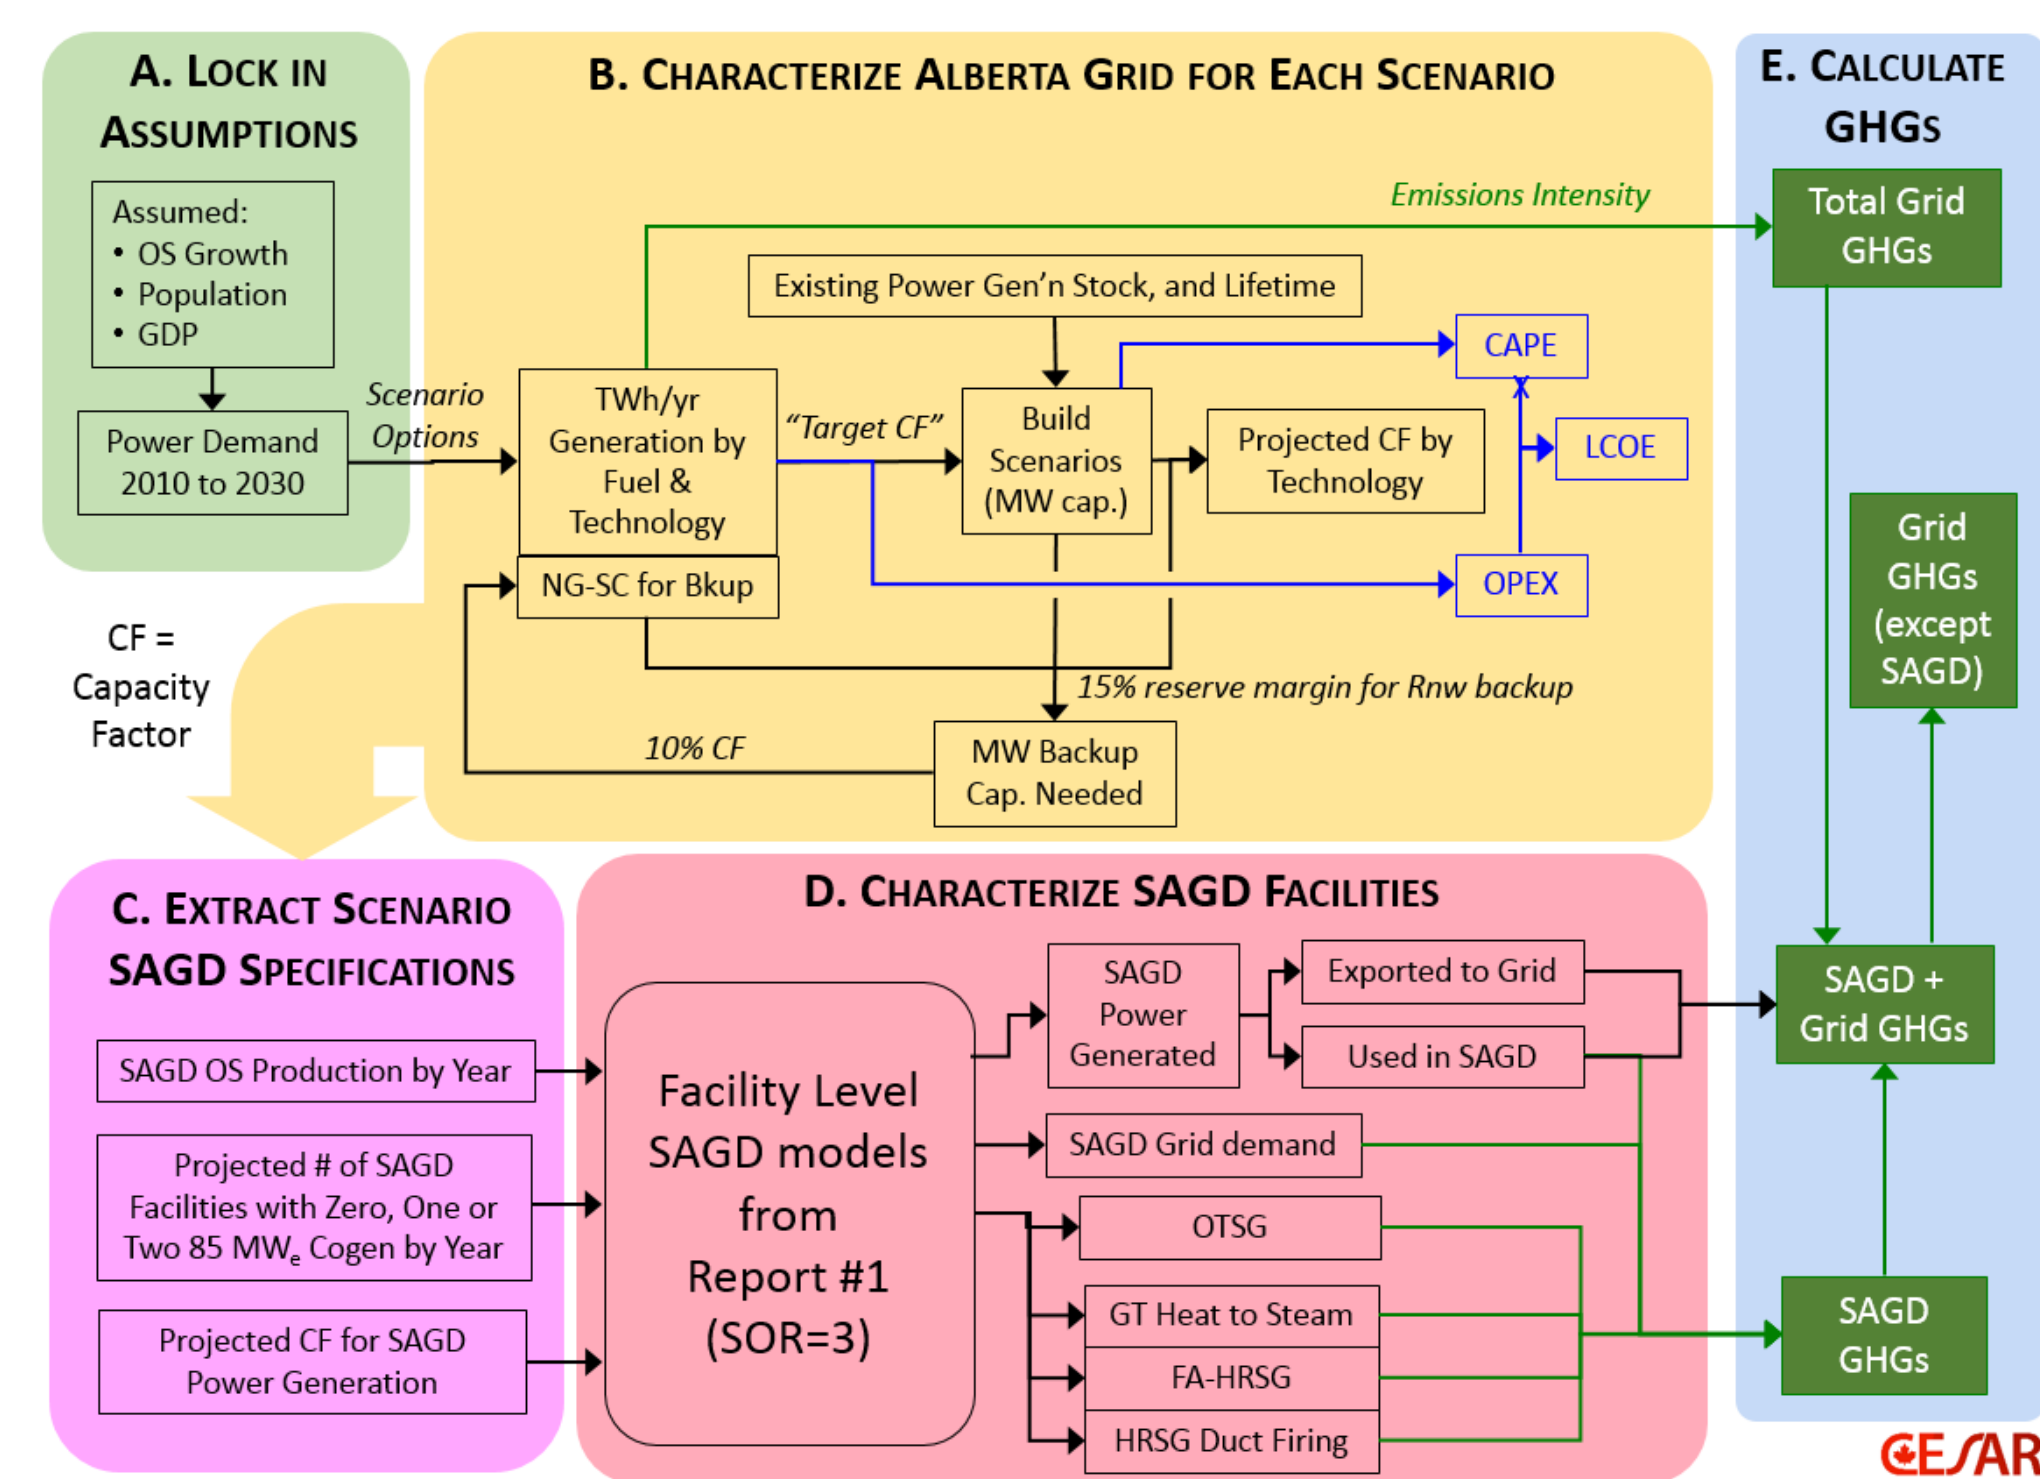 A. LOCK IN
ASSUMPTIONS
Assumed:
• OS Growth
• Population
• GDP
Power Demand
2010 to 2030
Scenario
Options
B. CHARACTERIZE ALBERTA GRID FOR EACH SCENARIO
Emissions Intensity
Existing Power Gen'n Stock, and Lifetime
TWh/yr
Generation by
Fuel &
Technology
NG-SC for Bkup
“Target CF”
Build
Scenarios
(MW cap.)
Projected CF by
Technology
CAPE
X
LCOE
OPEX
15% reserve margin for Rnw backup
10% CF
MW Backup
Cap. Needed
CF =
Capacity
Factor
C. EXTRACT SCENARIO
SAGD SPECIFICATIONS
SAGD OS Production by Year
Projected # of SAGD
Facilities with Zero, One or
Two 85 MWe Cogen by Year
Projected CF for SAGD
Power Generation
D. CHARACTERIZE SAGD FACILITIES
Facility Level
SAGD models
from
Report #1
(SOR=3)
SAGD
Power
Generated
Exported to Grid
Used in SAGD
SAGD Grid demand
OTSG
GT Heat to Steam
FA-HRSG
HRSG Duct Firing
E. CALCULATE
GHGS
Total Grid
GHGs
Grid
GHGs
(except
SAGD)
SAGD +
Grid GHGs
SAGD
GHGs
CESAR